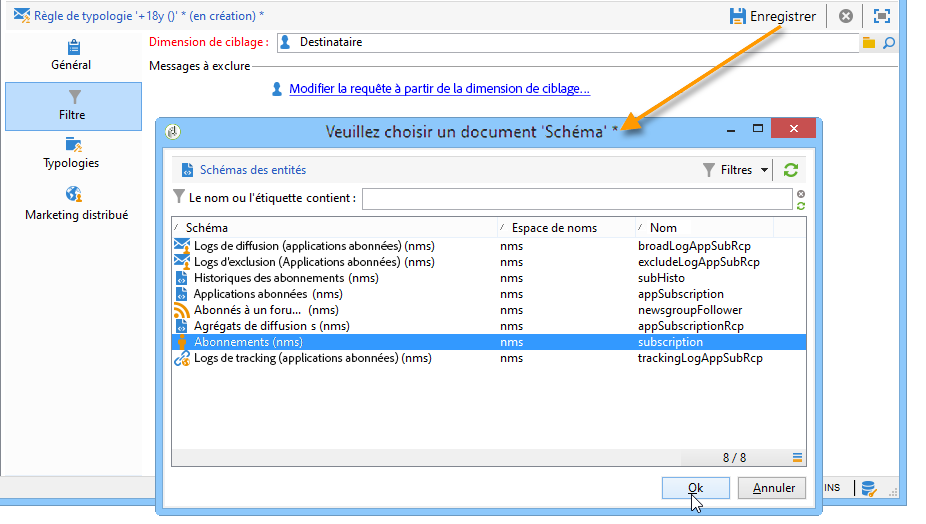 Règle de typologie '+18y ()' * (en création) *
Enregistrer
Général
Filtre
Typologies
Marketing distribué
Dimension de ciblage : Destinataire
Messages à exclure
Modifier la requête à partir de la dimension de ciblage...
Veuillez choisir un document 'Schéma' *
Schémas des entités Filtres
Le nom ou l'étiquette contient :
Schéma Espace de noms Nom
Logs de diffusion (applications abonnées) (nms) nms broadLogAppSubRcp
Logs d'exclusion (Applications abonnées) (nms) nms excludeLogAppSubRcp
Historiques des abonnements (nms) nms subHisto
Applications abonnées (nms) nms appSubscription
Abonnés à un foru... (nms) nms newsgroupFollower
Agrégats de diffusion s (nms) nms appSubscriptionRcp
Abonnements (nms) nms subscription
Logs de tracking (applications abonnées) (nms) nms trackingLogAppSubRcp
8 / 8
Ok Annuler
INS